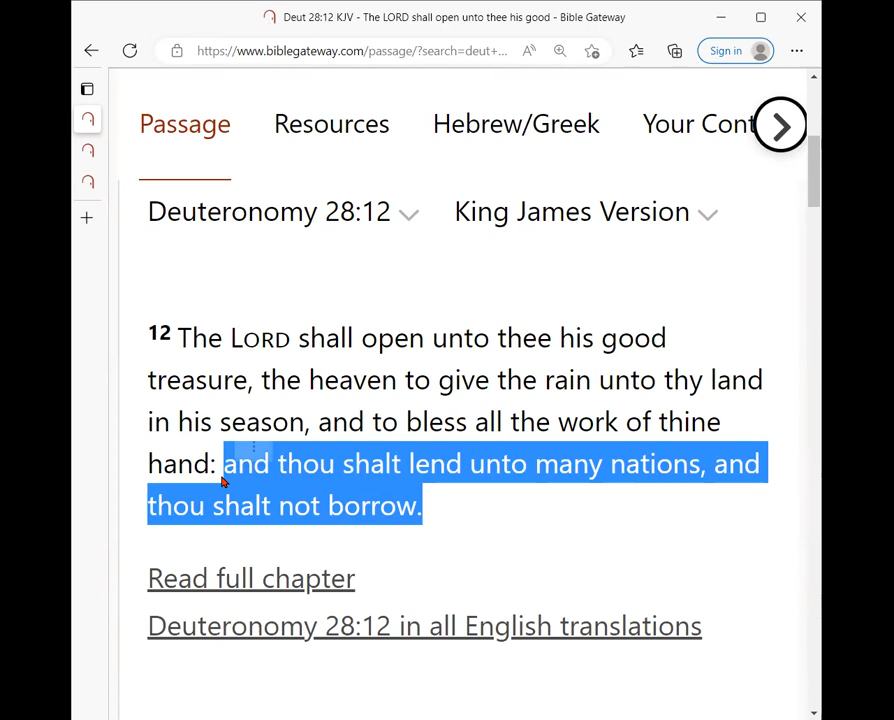 Deut 28:12 KJV - The LORD shall open unto thee his good - Bible Gateway
https://www.biblegateway.com/passage/?search=deut+...
Sign in
Passage Resources Hebrew/Greek Your Cont
Deuteronomy 28:12 King James Version
12 The LORD shall open unto thee his good
treasure, the heaven to give the rain unto thy land
in his season, and to bless all the work of thine
hand: and thou shalt lend unto many nations, and
thou shalt not borrow.
Read full chapter
Deuteronomy 28:12 in all English translations